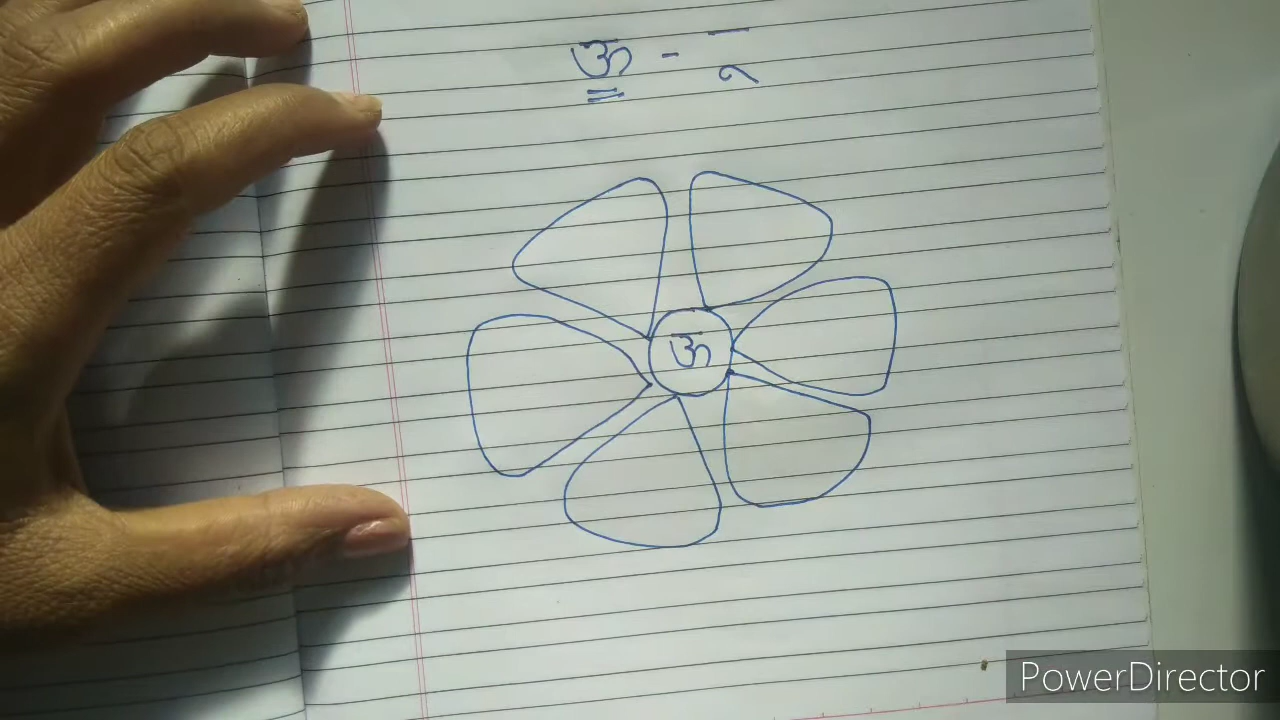 ऊ - ू
ऊ
PowerDirector